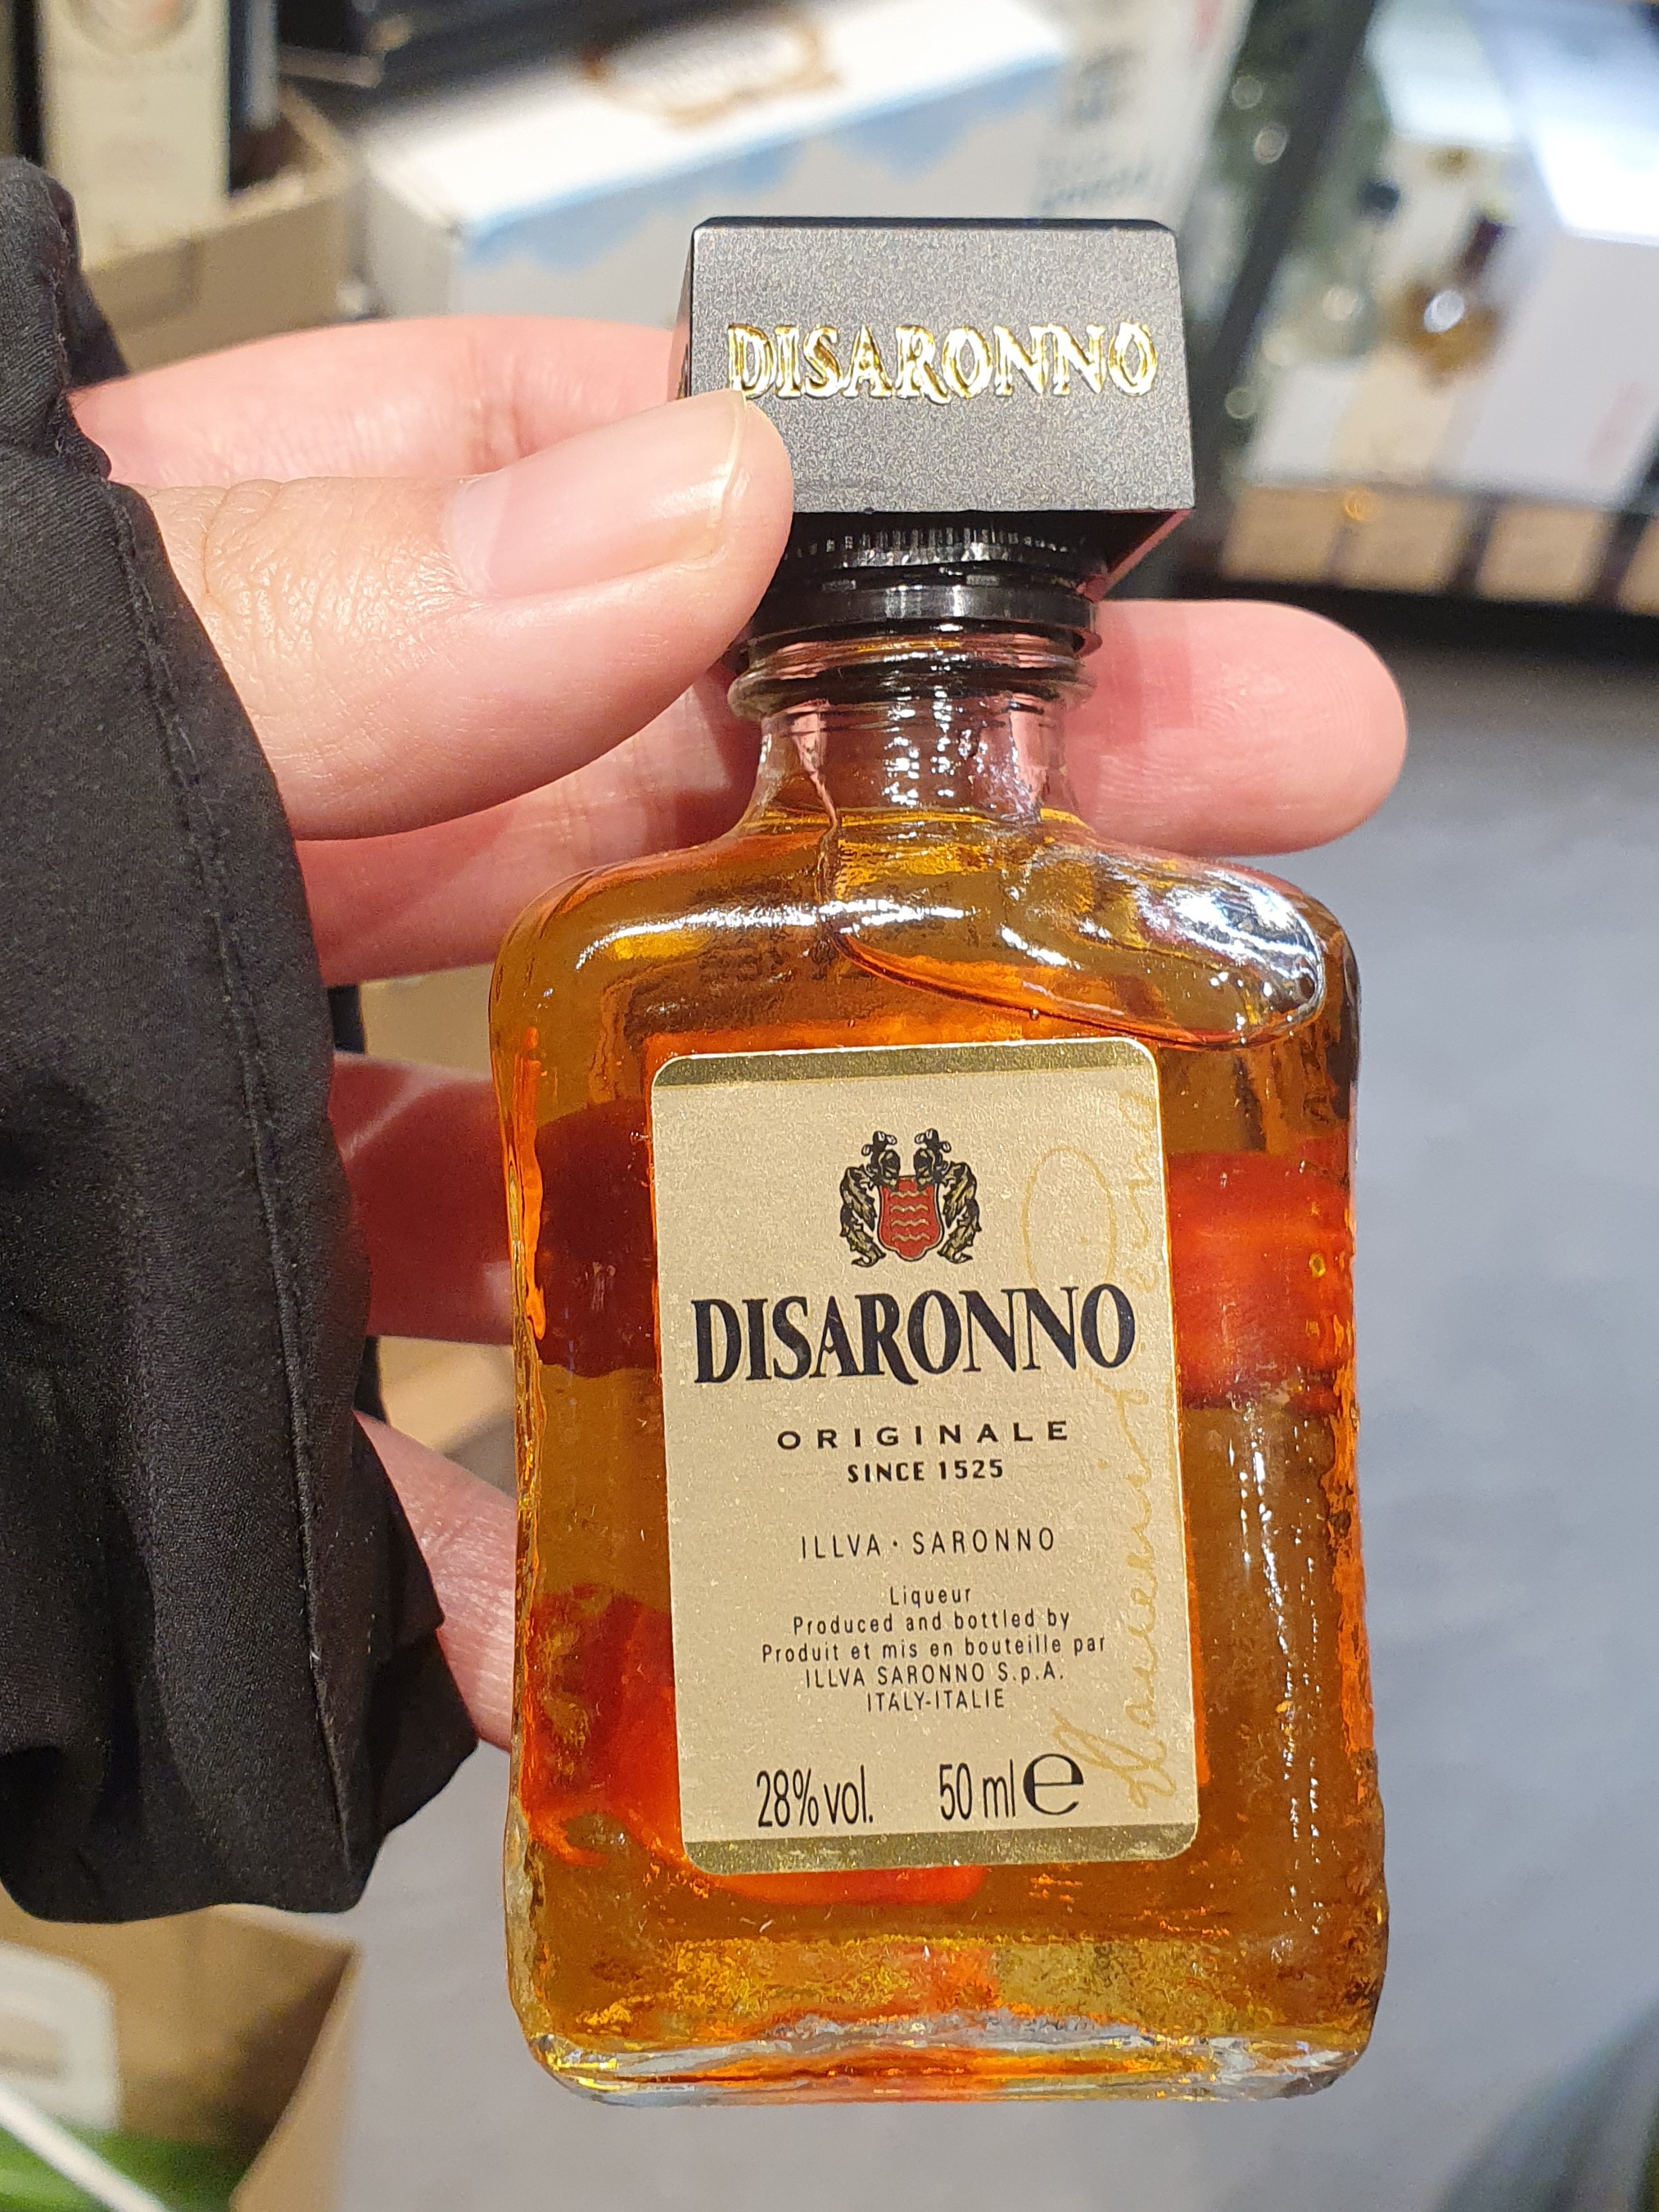 DISARONNO
DISARONNO
ORIGINALE
SINCE 1525
ILLVA · SARONNO
Liqueur
Produced and bottled by
Produit et mis en bouteille par
ILLVA SARONNO S.p.A.
ITALY-ITALIE
28% vol. 50 ml e